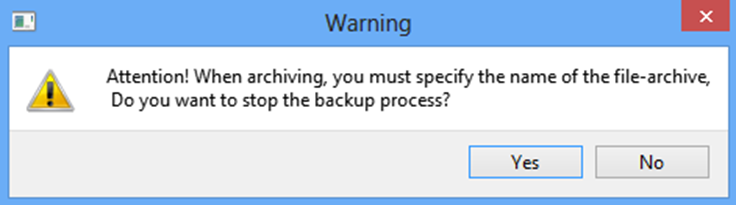 Warning
Attention! When archiving, you must specify the name of the file-archive,
Do you want to stop the backup process?
Yes
No